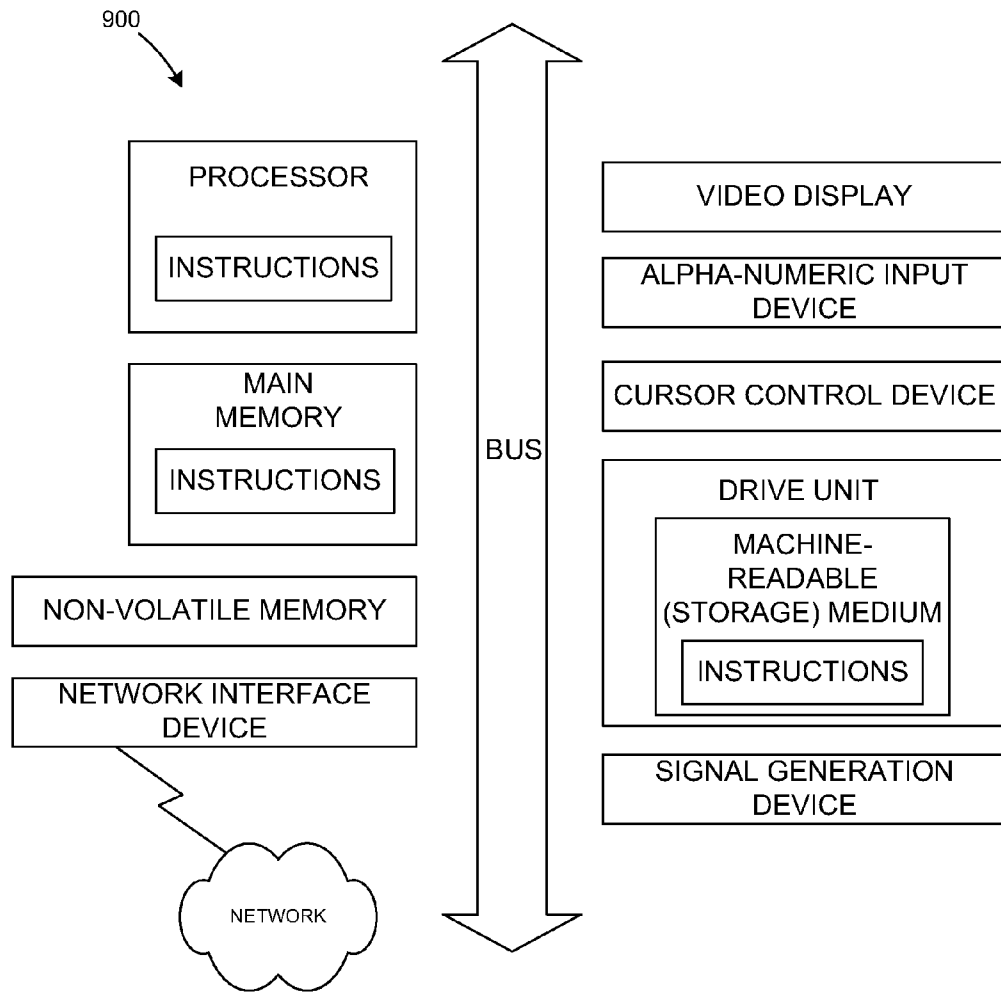 900
PROCESSOR
INSTRUCTIONS
MAIN
MEMORY
INSTRUCTIONS
NON-VOLATILE MEMORY
NETWORK INTERFACE
DEVICE
NETWORK
BUS
VIDEO DISPLAY
ALPHA-NUMERIC INPUT
DEVICE
CURSOR CONTROL DEVICE
DRIVE UNIT
MACHINE-
READABLE
(STORAGE) MEDIUM
INSTRUCTIONS
SIGNAL GENERATION
DEVICE